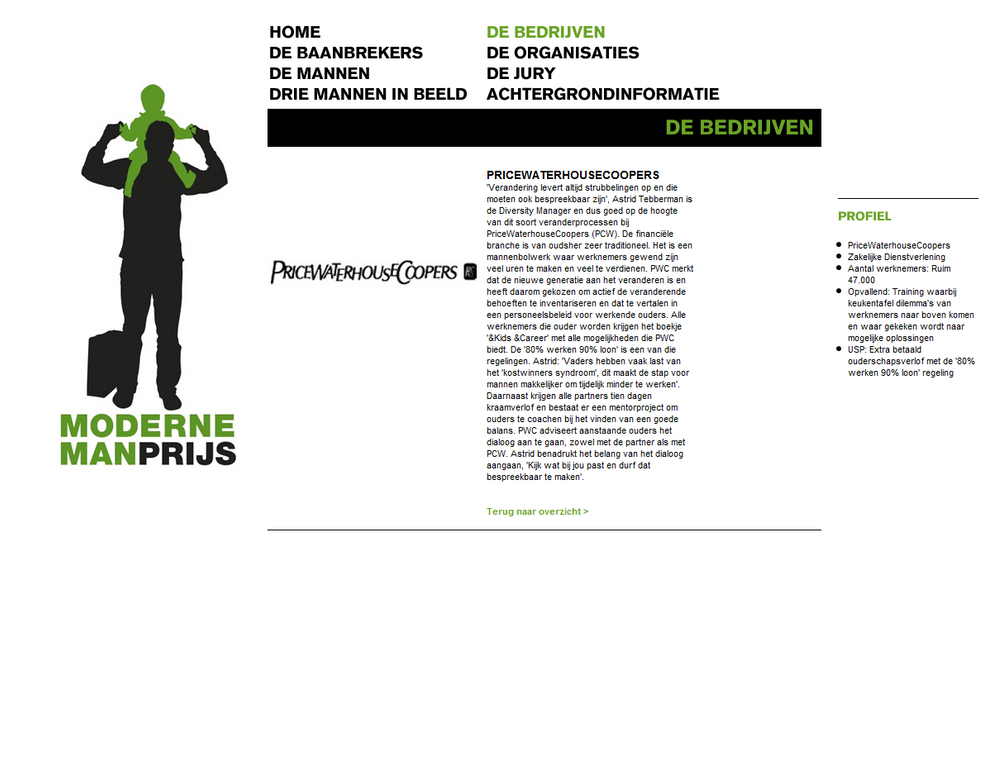 HOME
DE BAANBREKERS
DE MANNEN
DRIE MANNEN IN BEELD
DE BEDRIJVEN
DE ORGANISATIES
DE JURY
ACHTERGRONDINFORMATIE
DE BEDRIJVEN
MODERNE
MANPRIJS
PRICEWATERHOUSECOOPERS
PRICEWATERHOUSECOOPERS
'Verandering levert altijd strubbelingen op en die
moeten ook bespreekbaar zijn', Astrid Tebberman is
de Diversity Manager en dus goed op de hoogte
van dit soort veranderprocessen bij
PriceWaterhouseCoopers (PCW). De financiële
branche is van oudsher zeer traditioneel. Het is een
mannenbolwerk waar werknemers gewend zijn
veel uren te maken en veel te verdienen. PWC merkt
dat de nieuwe generatie aan het veranderen is en
heeft daarom gekozen om actief de veranderende
behoeften te inventariseren en dat te vertalen in
een personeelsbeleid voor werkende ouders. Alle
werknemers die ouder worden krijgen het boekje
'&Kids &Career' met alle mogelijkheden die PWC
biedt. De '80% werken 90% loon' is een van die
regelingen. Astrid: 'Vaders hebben vaak last van
het 'kostwinners syndroom', dit maakt de stap voor
mannen makkelijker om tijdelijk minder te werken'.
Daarnaast krijgen alle partners tien dagen
kraamverlof en bestaat er een mentorproject om
ouders te coachen bij het vinden van een goede
balans. PWC adviseert aanstaande ouders het
dialoog aan te gaan, zowel met de partner als met
PCW. Astrid benadrukt het belang van het dialoog
aangaan, 'Kijk wat bij jou past en durf dat
bespreekbaar te maken'.
Terug naar overzicht >
PROFIEL
• PriceWaterhouseCoopers
• Zakelijke Dienstverlening
• Aantal werknemers: Ruim
47.000
• Opvallend: Training waarbij
keukentafel dilemma's van
werknemers naar boven komen
en waar gekeken wordt naar
mogelijke oplossingen
• USP: Extra betaald
ouderschapsverlof met de '80%
werken 90% loon' regeling